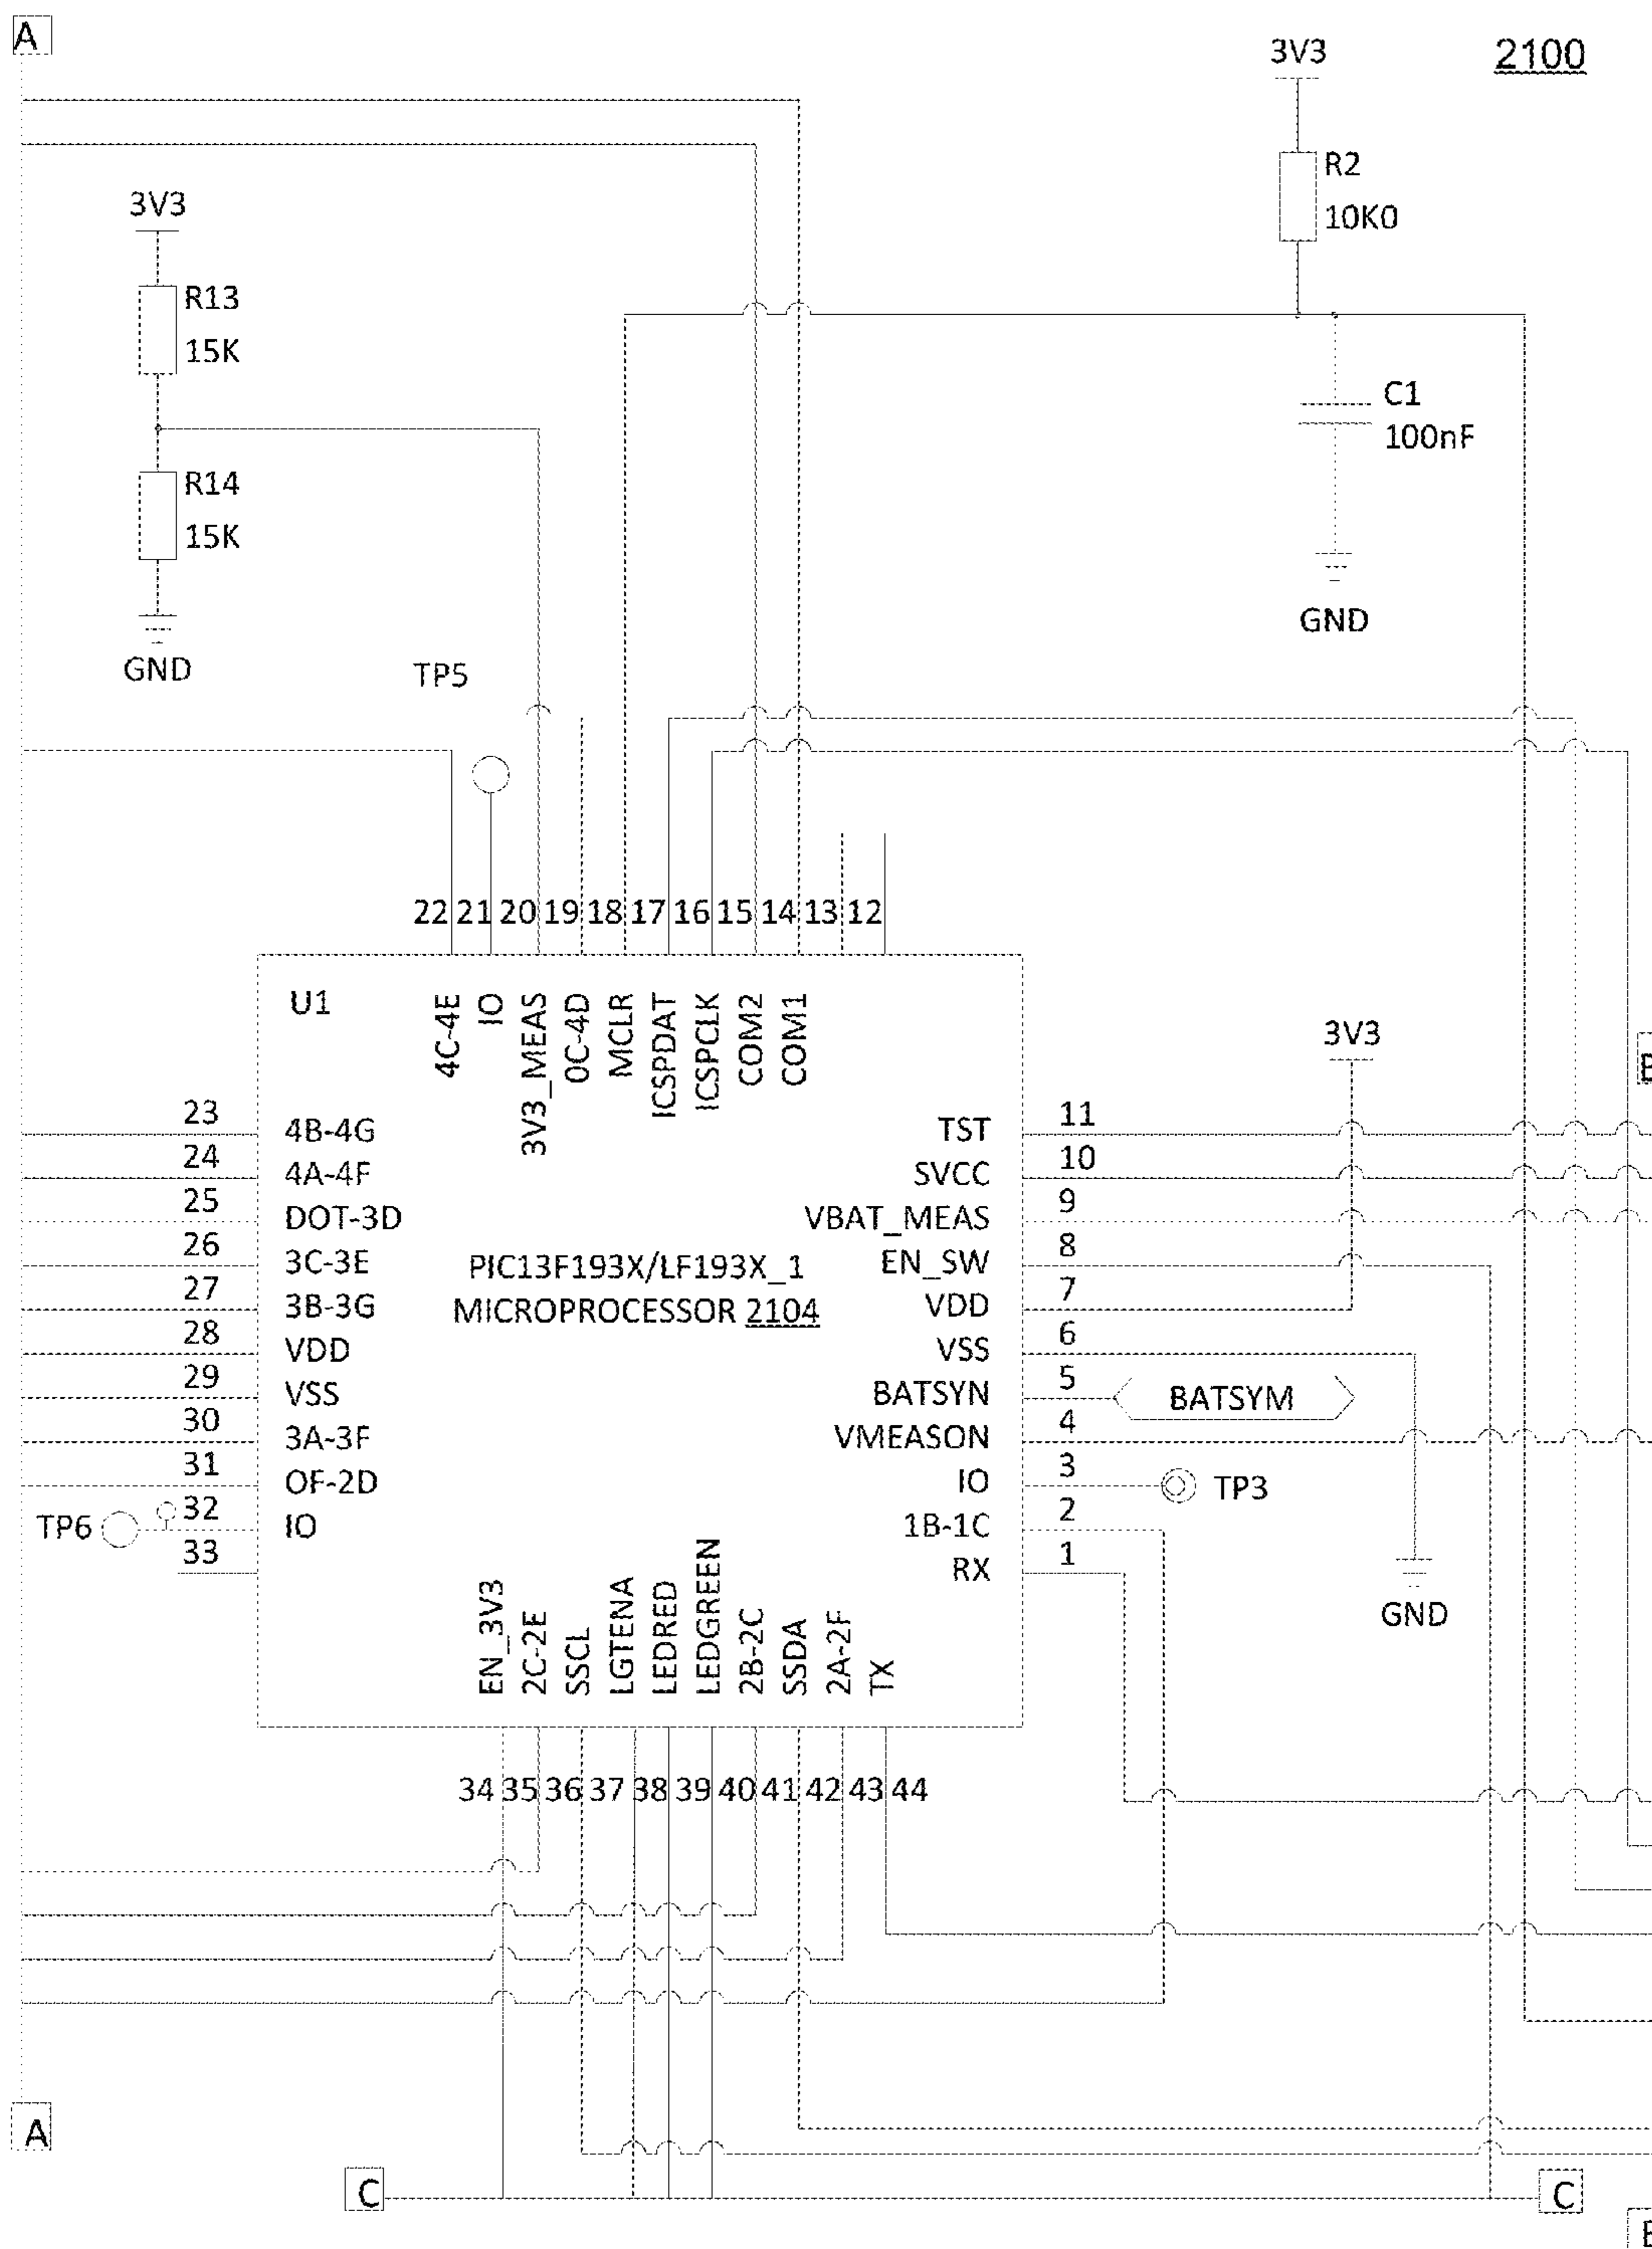 A
3V3
2100
R2
10K0
3V3
R13
15K
C1
100nF
R14
15K
GND
GND
TP5
22 21 20 19 18 17 16 15 14 13 12
U1
4C-4E
IO
3V3_MEAS
0C-4D
MCLR
ICSPDAT
ICSPCLK
COM2
COM1
3V3
23
4B-4G
24
4A-4F
25
DOT-3D
26
3C-3E
27
3B-3G
28
VDD
29
VSS
30
3A-3F
31
OF-2D
32
IO
TP6
33
PIC13F193X/LF193X_1
MICROPROCESSOR 2104
TST
11
SVCC
10
VBAT_MEAS
9
EN_SW
8
VDD
7
VSS
6
BATSYN
5
BATSYM
VMEASON
4
IO
3
TP3
1B-1C
2
RX
1
GND
EN_3V3
2C-2E
SSCL
LGTENA
LEDRED
LEDGREEN
2B-2C
SSDA
2A-2F
TX
34 35 36 37 38 39 40 41 42 43 44
A
C
C